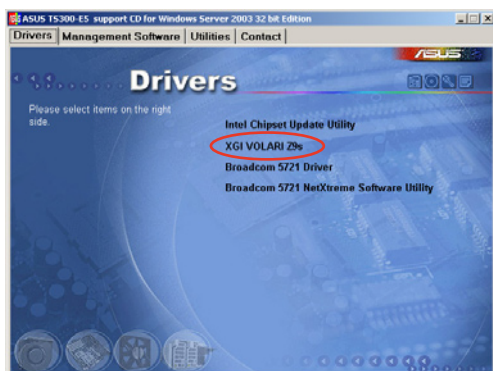 ASUS TS300-E5 support CD for Windows Server 2003 32 bit Edition
Drivers Management Software Utilities Contact
ASUS
Drivers
Please select items on the right
side.
Intel Chipset Update Utility
XGI VOLARI Z9s
Broadcom 5721 Driver
Broadcom 5721 NetXtreme Software Utility